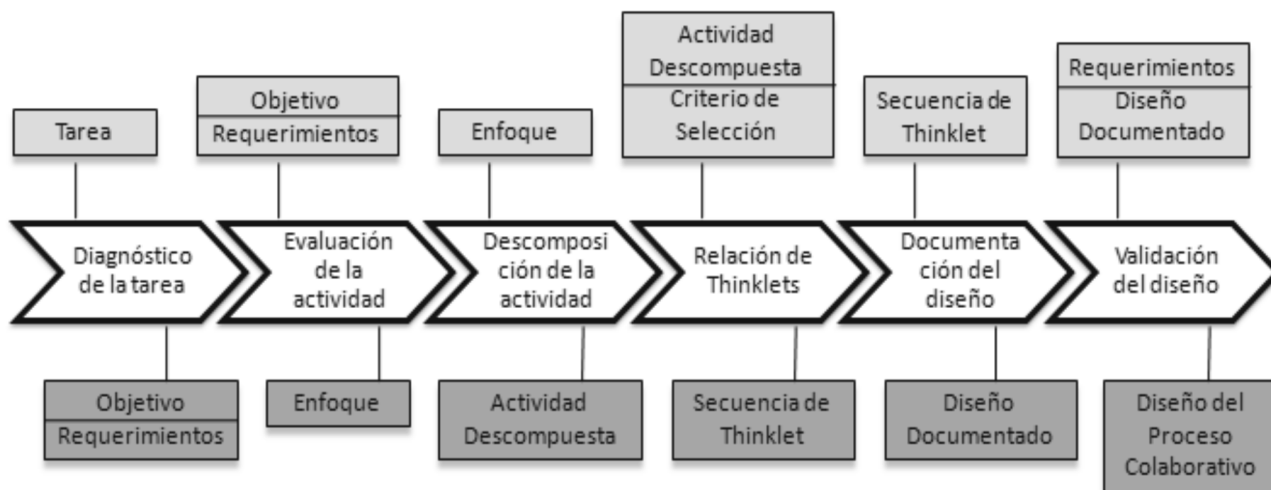 Tarea
Objetivo
Requerimientos
Enfoque
Actividad
Descompuesta
Criterio de
Selección
Secuencia de
Thinklet
Requerimientos
Diseño
Documentado
Diagnóstico
de la tarea
Evaluación
de la
actividad
Descomposi
ción de la
actividad
Relación de
Thinklets
Documenta
ción del
diseño
Validación
del diseño
Objetivo
Requerimientos
Enfoque
Actividad
Descompuesta
Secuencia de
Thinklet
Diseño
Documentado
Diseño del
Proceso
Colaborativo